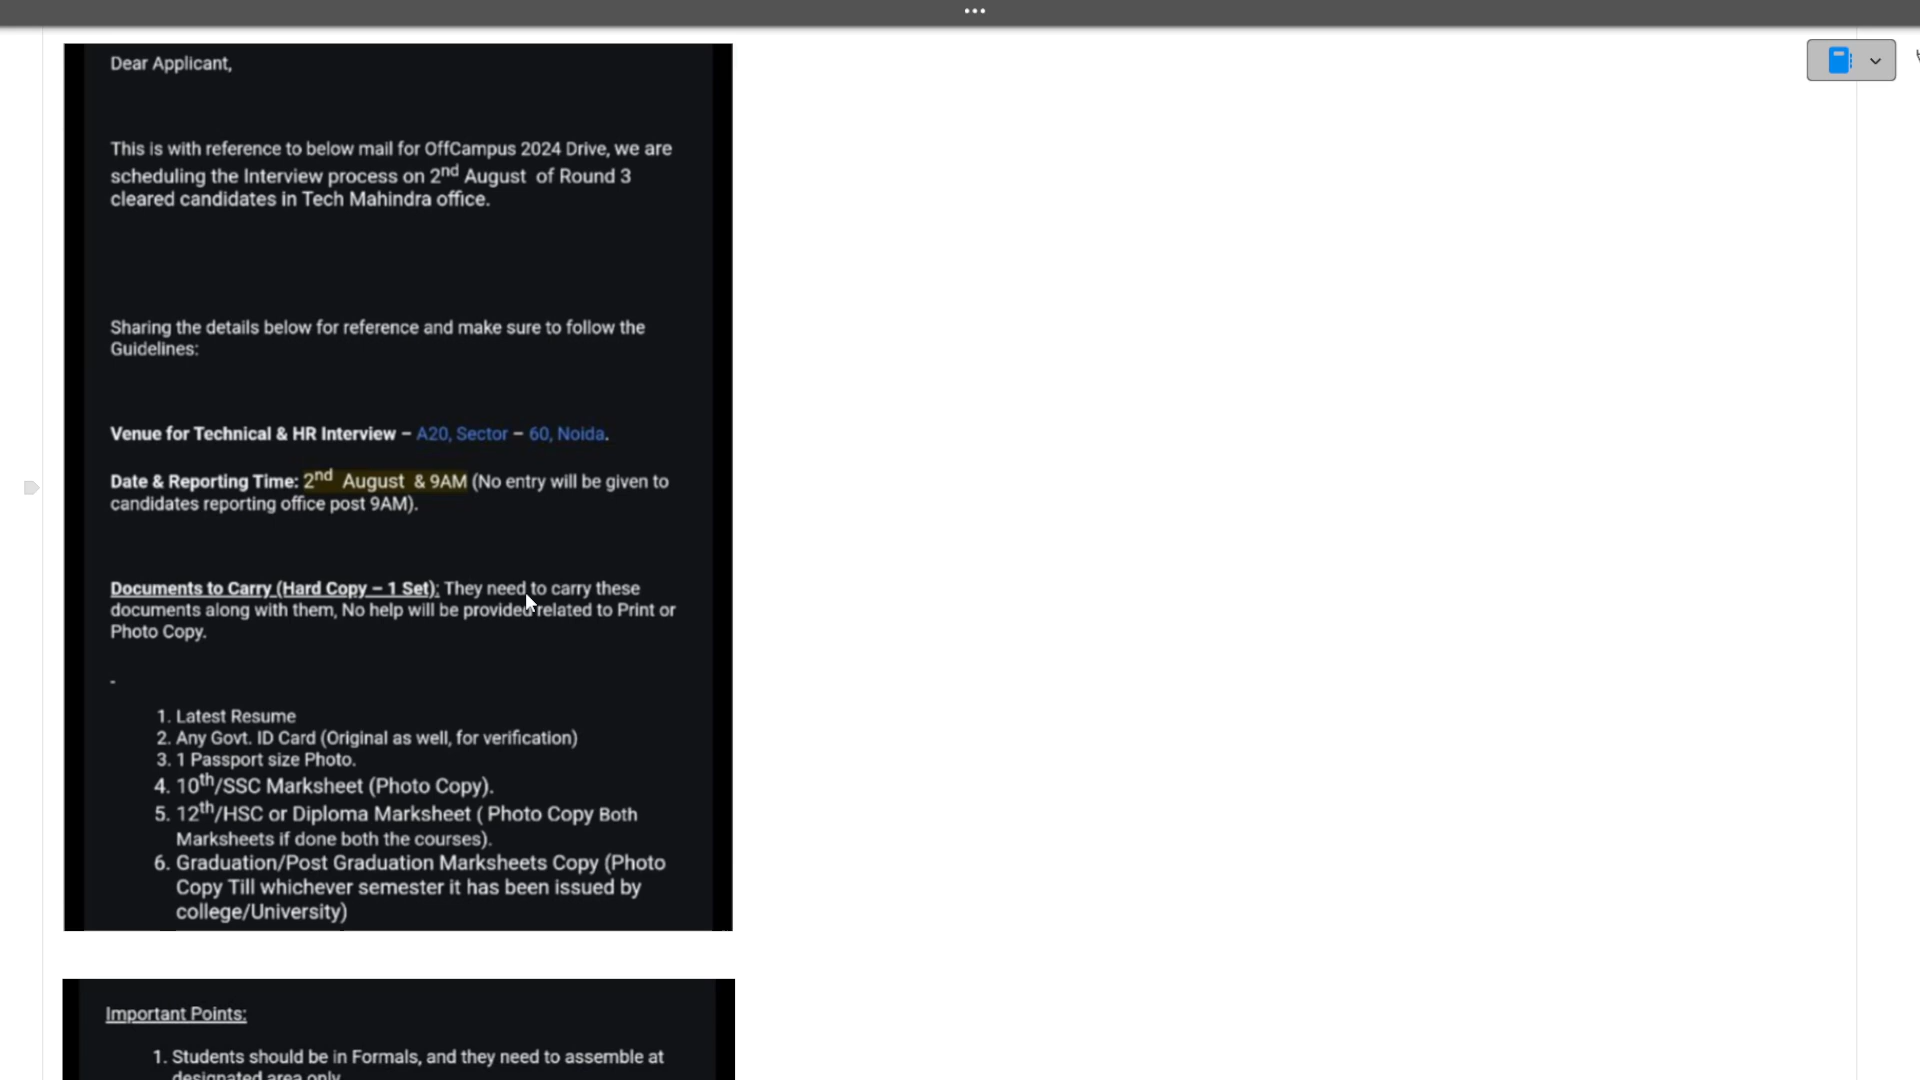 Dear Applicant,
This is with reference to below mail for OffCampus 2024 Drive, we are
scheduling the Interview process on 2nd August of Round 3
cleared candidates in Tech Mahindra office.
Sharing the details below for reference and make sure to follow the
Guidelines:
Venue for Technical & HR Interview – A20, Sector – 60, Noida.
Date & Reporting Time: 2nd August & 9AM (No entry will be given to
candidates reporting office post 9AM).
Documents to Carry (Hard Copy – 1 Set): They need to carry these
documents along with them, No help will be provided related to Print or
Photo Copy.
-
1. Latest Resume
2. Any Govt. ID Card (Original as well, for verification)
3. 1 Passport size Photo.
4. 10th/SSC Marksheet (Photo Copy).
5. 12th/HSC or Diploma Marksheet ( Photo Copy Both
Marksheets if done both the courses).
6. Graduation/Post Graduation Marksheets Copy (Photo
Copy Till whichever semester it has been issued by
college/University)
Important Points:
1. Students should be in Formals, and they need to assemble at
designated area only